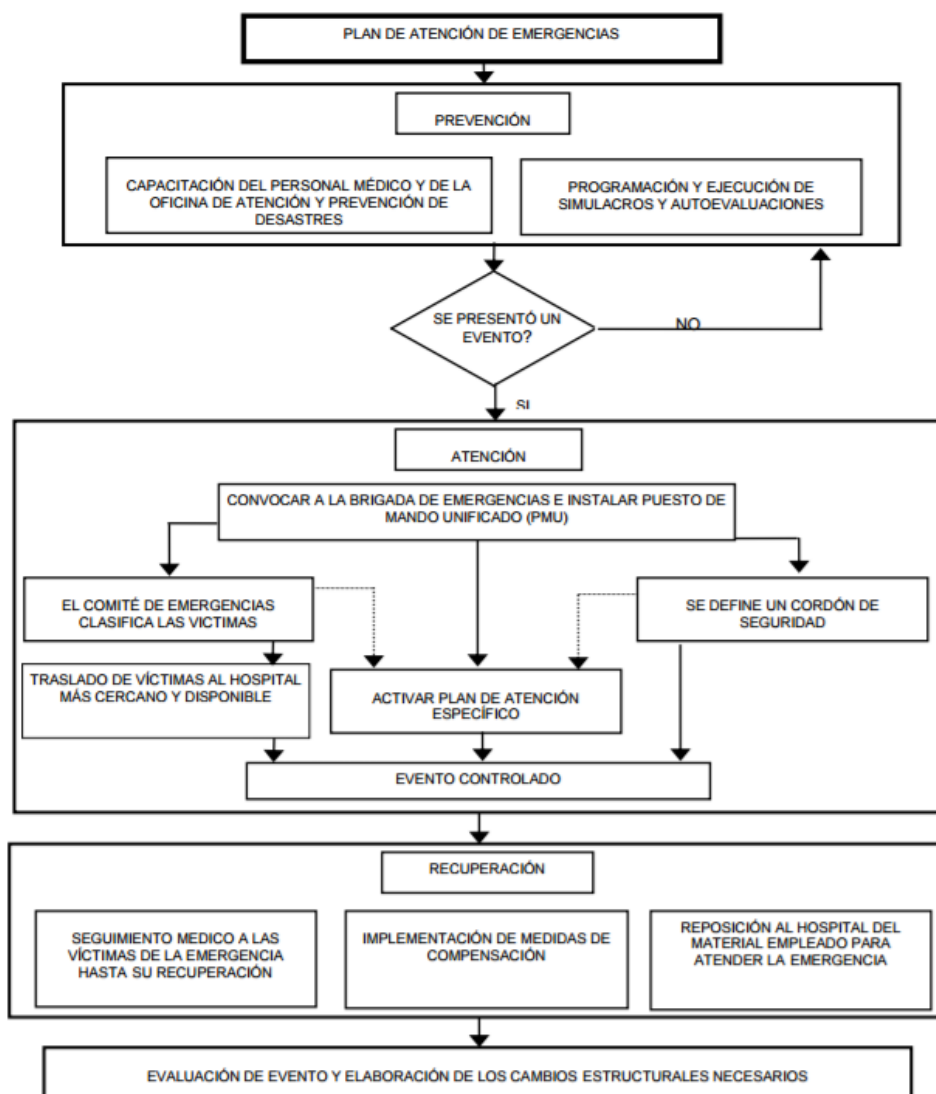 PLAN DE ATENCIÓN DE EMERGENCIAS
PREVENCIÓN
CAPACITACIÓN DEL PERSONAL MÉDICO Y DE LA
OFICINA DE ATENCIÓN Y PREVENCIÓN DE
DESASTRES
PROGRAMACIÓN Y EJECUCIÓN DE
SIMULACROS Y AUTOEVALUACIONES
SE PRESENTÓ UN
EVENTO?
NO
SI
ATENCIÓN
CONVOCAR A LA BRIGADA DE EMERGENCIAS E INSTALAR PUESTO DE
MANDO UNIFICADO (PMU)
EL COMITÉ DE EMERGENCIAS
CLASIFICA LAS VICTIMAS
SE DEFINE UN CORDÓN DE
SEGURIDAD
TRASLADO DE VÍCTIMAS AL HOSPITAL
MÁS CERCANO Y DISPONIBLE
ACTIVAR PLAN DE ATENCIÓN
ESPECÍFICO
EVENTO CONTROLADO
RECUPERACIÓN
SEGUIMIENTO MEDICO A LAS
VÍCTIMAS DE LA EMERGENCIA
HASTA SU RECUPERACIÓN
IMPLEMENTACIÓN DE MEDIDAS DE
COMPENSACIÓN
REPOSICIÓN AL HOSPITAL DEL
MATERIAL EMPLEADO PARA
ATENDER LA EMERGENCIA
EVALUACIÓN DE EVENTO Y ELABORACIÓN DE LOS CAMBIOS ESTRUCTURALES NECESARIOS